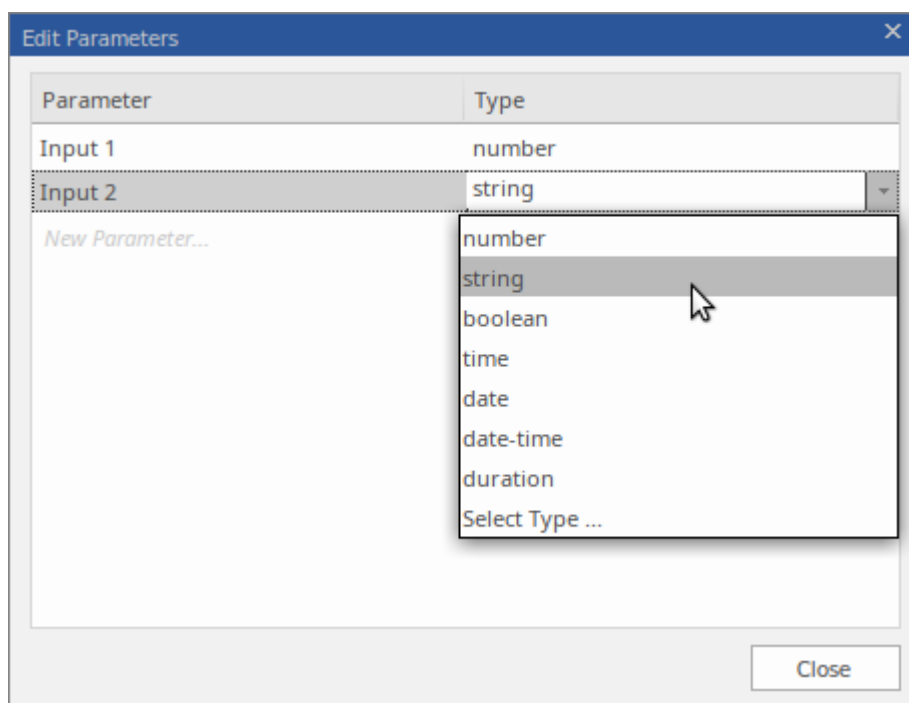 Edit Parameters
Parameter Type
Input 1 number
Input 2 string
New Parameter...
number
string
boolean
time
date
date-time
duration
Select Type ...
Close